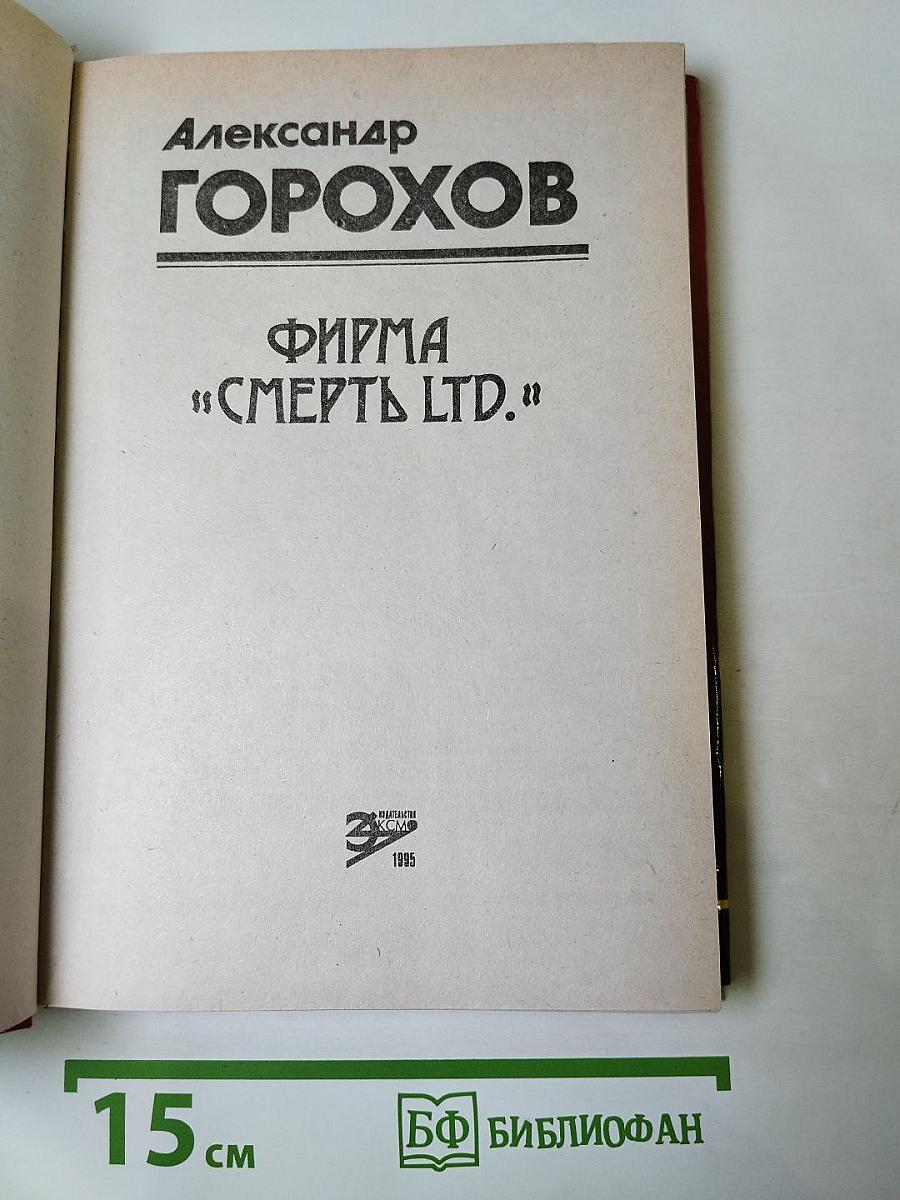 Александр
ГОРОХОВ
ФИРМА
"СМЕРТЬ LTD."
ИЗДАТЕЛЬСТВО
ЭКСМО
1995
15 см
БФ БИБЛИОФАН